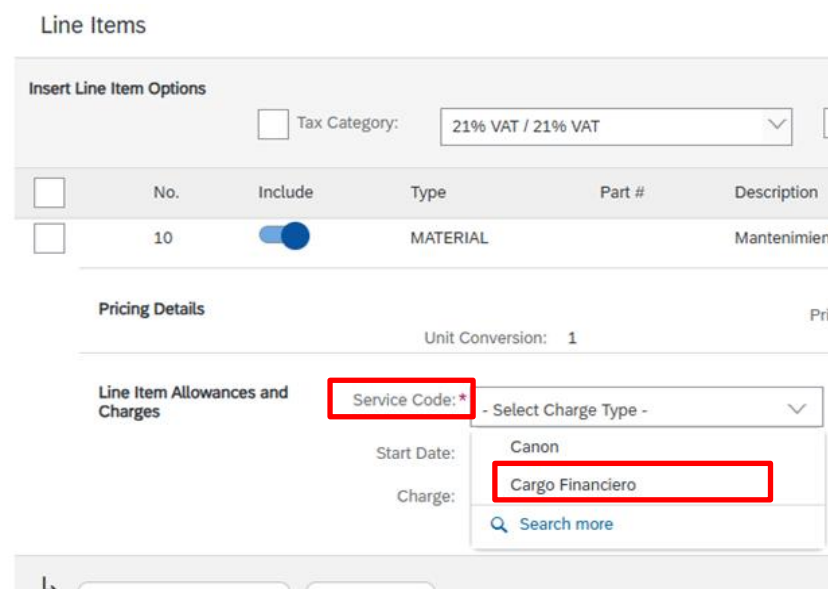 Line Items
Insert Line Item Options
Tax Category: 21% VAT / 21% VAT
No. Include Type Part # Description
10 MATERIAL
Pricing Details
Unit Conversion: 1
Line Item Allowances and
Charges
Service Code:* - Select Charge Type -
Start Date: Canon
Charge: Cargo Financiero
Search more